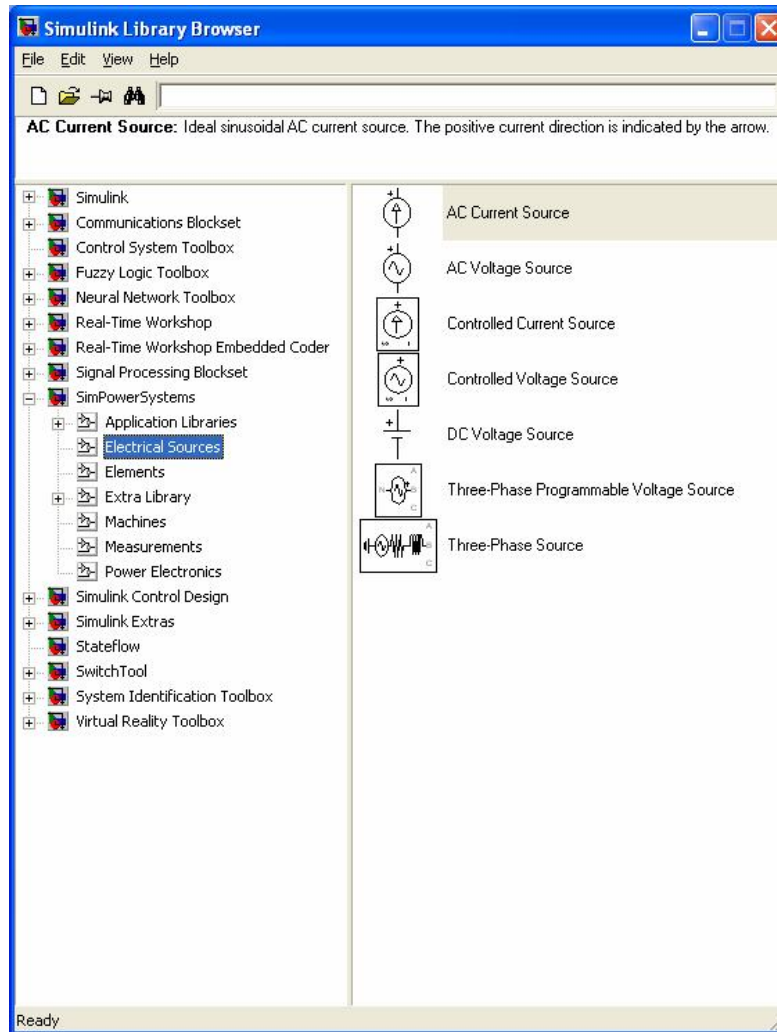 Simulink Library Browser
File Edit View Help
AC Current Source: Ideal sinusoidal AC current source. The positive current direction is indicated by the arrow.
Simulink
Communications Blockset
Control System Toolbox
Fuzzy Logic Toolbox
Neural Network Toolbox
Real-Time Workshop
Real-Time Workshop Embedded Coder
Signal Processing Blockset
SimPowerSystems
Application Libraries
Electrical Sources
Elements
Extra Library
Machines
Measurements
Power Electronics
Simulink Control Design
Simulink Extras
Stateflow
SwitchTool
System Identification Toolbox
Virtual Reality Toolbox
AC Current Source
AC Voltage Source
Controlled Current Source
Controlled Voltage Source
DC Voltage Source
N A B C
Three-Phase Programmable Voltage Source
A B C
Three-Phase Source
Ready